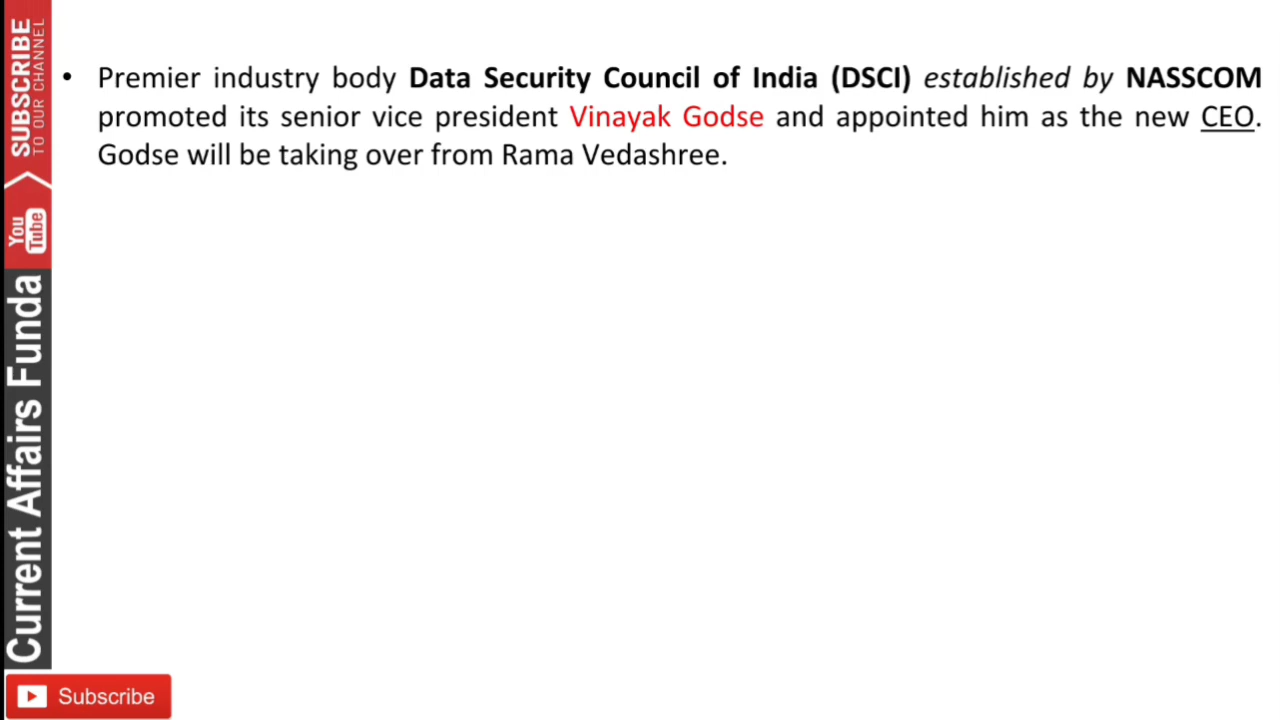 • Premier industry body Data Security Council of India (DSCI) established by NASSCOM
promoted its senior vice president Vinayak Godse and appointed him as the new CEO.
Godse will be taking over from Rama Vedashree.
SUBSCRIBE
TO OUR CHANNEL
You
Tube
Current Affairs Funda
Subscribe